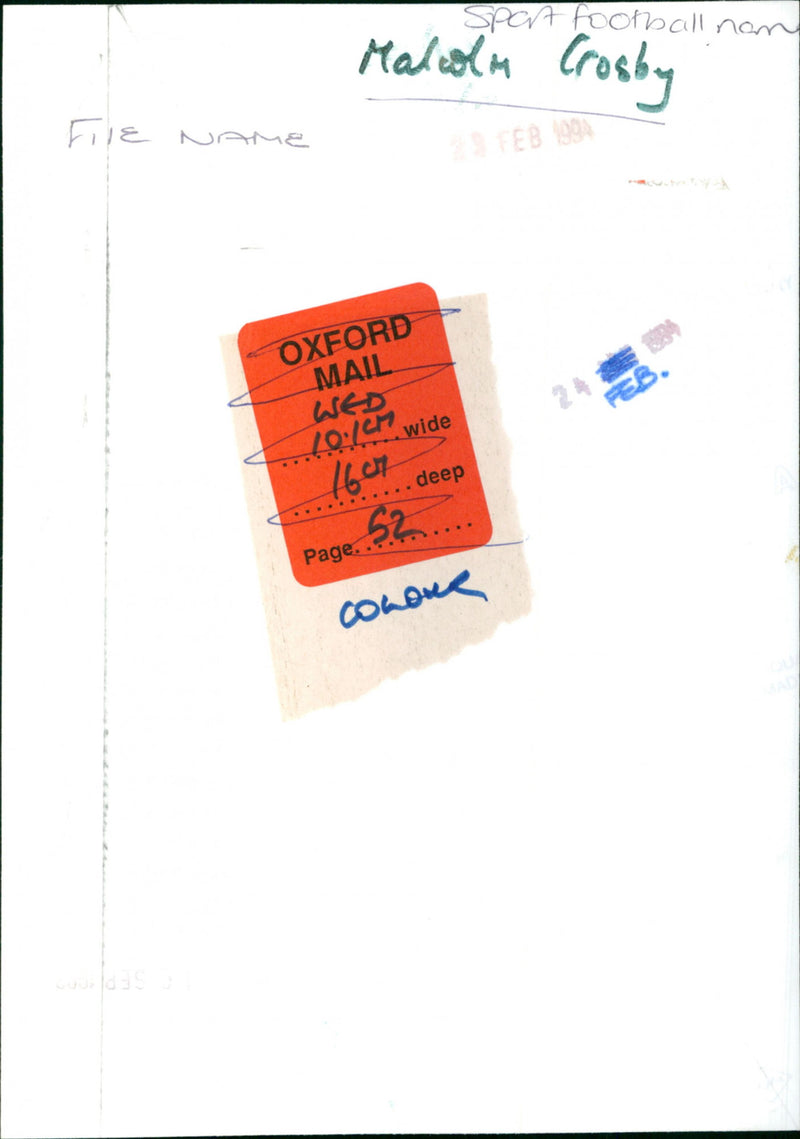 Sport football nam
Malcolm Crosby
FILE NAME
23 FEB 1994
OXFORD
MAIL
WED
10.1CM wide
16CM deep
Page 52
COLOUR
24 1994
FEB.